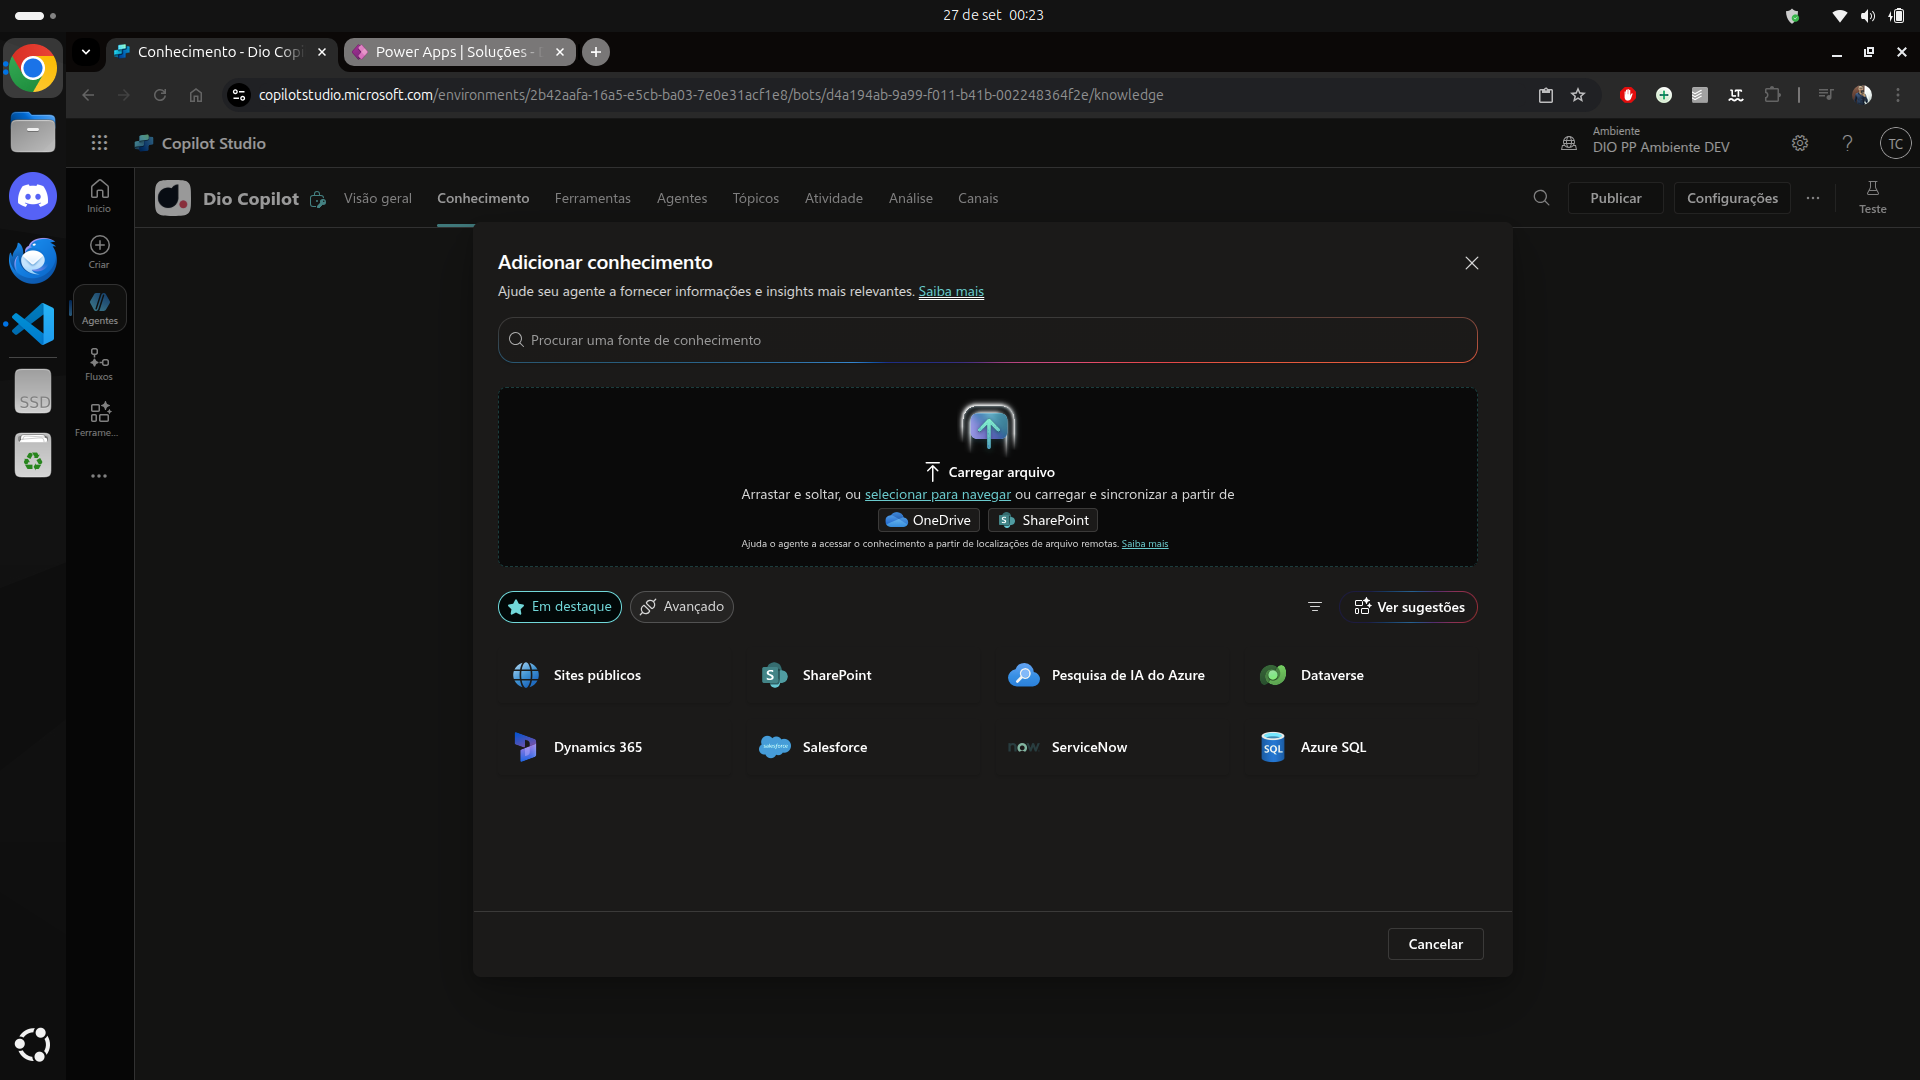 27 de set 00:23
Conhecimento - Dio Cop
Power Apps | Soluções -
copilotstudio.microsoft.com/environments/2b42aafa-16a5-e5cb-ba03-7e0e31acf1e8/bots/d4a194ab-9a99-f011-b41b-002248364f2e/knowledge
Copilot Studio
Ambiente
DIO PP Ambiente DEV
TC
Início
Criar
Agentes
Fluxos
Ferrame...
SSD
Dio Copilot
Visão geral
Conhecimento
Ferramentas
Agentes
Tópicos
Atividade
Análise
Canais
Publicar
Configurações
Teste
Adicionar conhecimento
Ajude seu agente a fornecer informações e insights mais relevantes. Saiba mais
Procurar uma fonte de conhecimento
Carregar arquivo
Arrastar e soltar, ou selecionar para navegar ou carregar e sincronizar a partir de
OneDrive
SharePoint
Ajuda o agente a acessar o conhecimento a partir de localizações de arquivo remotas. Saiba mais
Em destaque
Avançado
Ver sugestões
Sites públicos
SharePoint
Pesquisa de IA do Azure
Dataverse
Dynamics 365
salesforce
Salesforce
now
ServiceNow
SQL
Azure SQL
Cancelar